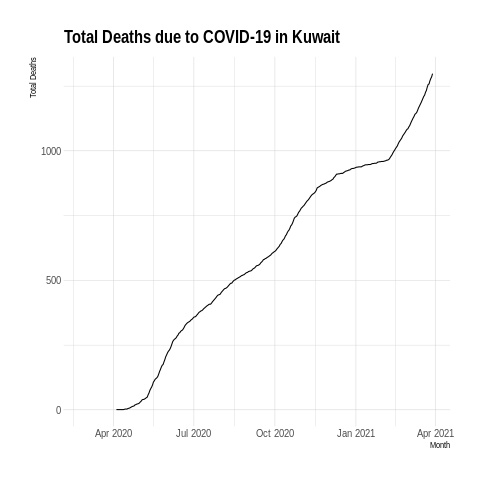 Total Deaths due to COVID-19 in Kuwait
Total Deaths
1000
500
0
Apr 2020 Jul 2020 Oct 2020 Jan 2021 Apr 2021
Month